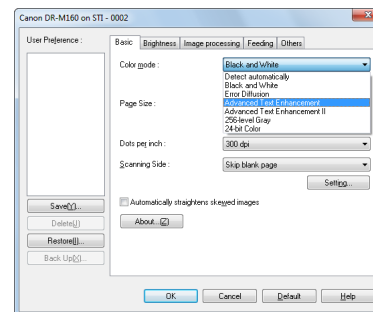 Canon DR-M160 on STI - 0002
User Preference :
Basic Brightness Image processing Feeding Others
Color mode : Black and White
Detect automatically
Black and White
Error Diffusion
Advanced Text Enhancement
Advanced Text Enhancement II
256-level Gray
24-bit Color
Page Size :
Dots per inch : 300 dpi
Scanning Side : Skip blank page
Setting...
Automatically straightens skewed images
About...(Z)
Save(Y)...
Delete(J)
Restore(I)...
Back Up(X)...
OK Cancel Default Help